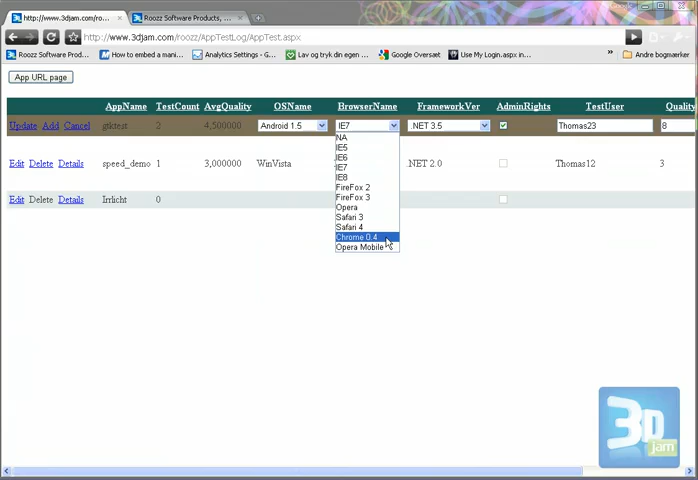 http://www.3djam.com/rooz... Roozz Software Products, ...
http://www.3djam.com/roozz/AppTestLog/AppTest.aspx
Roozz Software Prod... How to embed a mani... Analytics Settings - G... Lav og tryk din egen ... Google Oversæt Use My Login.aspx in... » Andre bogmærker
App URL page
AppName TestCount AvgQuality OSName BrowserName FrameworkVer AdminRights TestUser Quality
Update Add Cancel gtktest 2 4,500000 Android 1.5 IE7 .NET 3.5 Thomas23 8
NA
IE5
IE6
IE7
IE8
FireFox 2
FireFox 3
Opera
Safari 3
Safari 4
Chrome 0.4
Opera Mobile
Edit Delete Details speed_demo 1 3,000000 WinVista .NET 2.0 Thomas12 3
Edit Delete Details Irrlicht 0
3D
jam